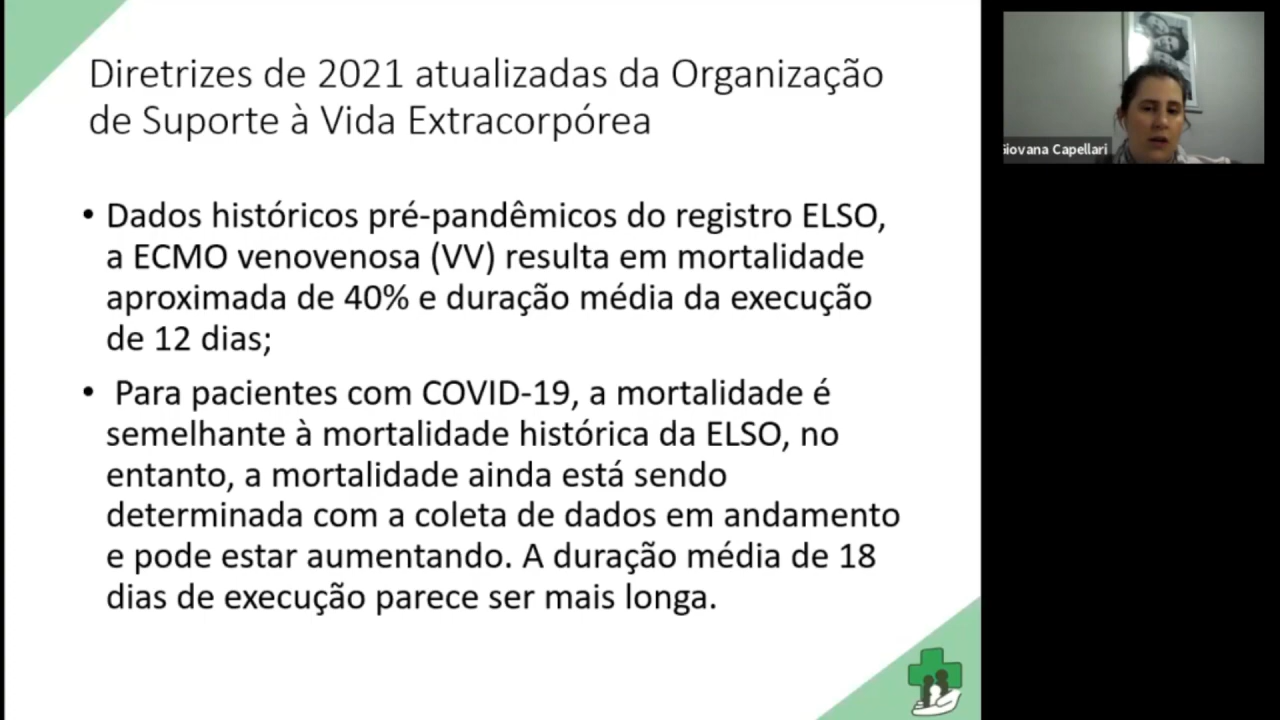 Diretrizes de 2021 atualizadas da Organização
de Suporte à Vida Extracorpórea
• Dados históricos pré-pandêmicos do registro ELSO,
a ECMO venovenosa (VV) resulta em mortalidade
aproximada de 40% e duração média da execução
de 12 dias;
• Para pacientes com COVID-19, a mortalidade é
semelhante à mortalidade histórica da ELSO, no
entanto, a mortalidade ainda está sendo
determinada com a coleta de dados em andamento
e pode estar aumentando. A duração média de 18
dias de execução parece ser mais longa.
Giovana Capellari